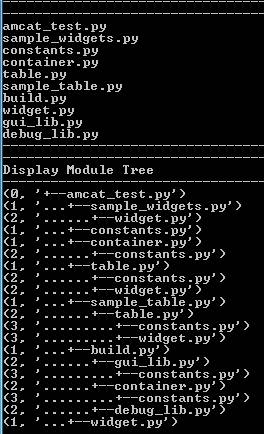 amcat_test.py
sample_widgets.py
constants.py
container.py
table.py
sample_table.py
build.py
widget.py
gui_lib.py
debug_lib.py
Display Module Tree
(0, '+--amcat_test.py')
(1, '...+--sample_widgets.py')
(2, '......+--widget.py')
(1, '...+--constants.py')
(1, '...+--container.py')
(2, '......+--constants.py')
(1, '...+--table.py')
(2, '......+--constants.py')
(2, '......+--widget.py')
(1, '...+--sample_table.py')
(2, '......+--table.py')
(3, '.........+--constants.py')
(3, '.........+--widget.py')
(1, '...+--build.py')
(2, '......+--gui_lib.py')
(3, '.........+--constants.py')
(2, '......+--container.py')
(3, '.........+--constants.py')
(2, '......+--debug_lib.py')
(1, '...+--widget.py')